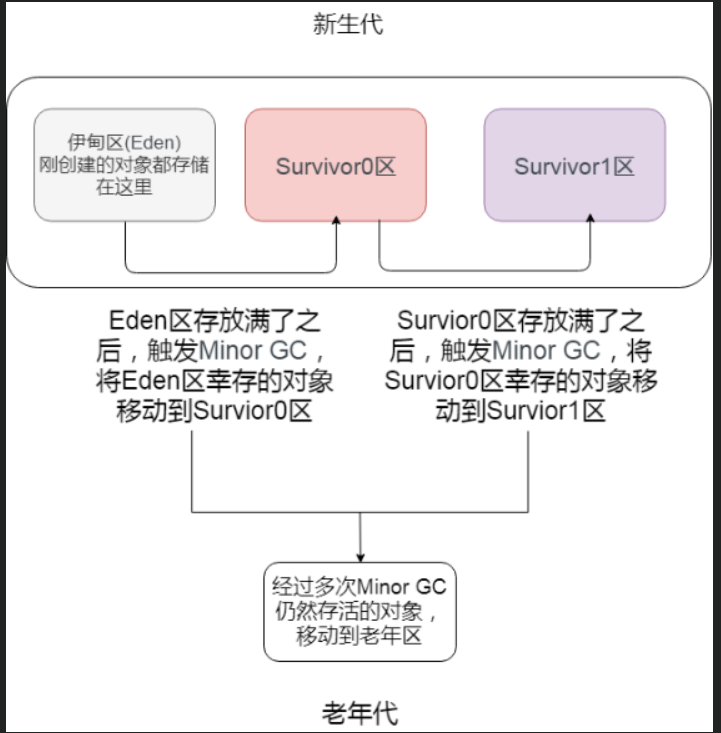 新生代
伊甸区(Eden)
刚创建的对象都存储
在这里
Survivor0区
Survivor1区
Eden区存放满了之
后，触发Minor GC，
将Eden区幸存的对象
移动到Survior0区
Survior0区存放满了之
后，触发Minor GC，将
Survior0区幸存的对象移
动到Survior1区
经过多次Minor GC
仍然存活的对象，
移动到老年区
老年代